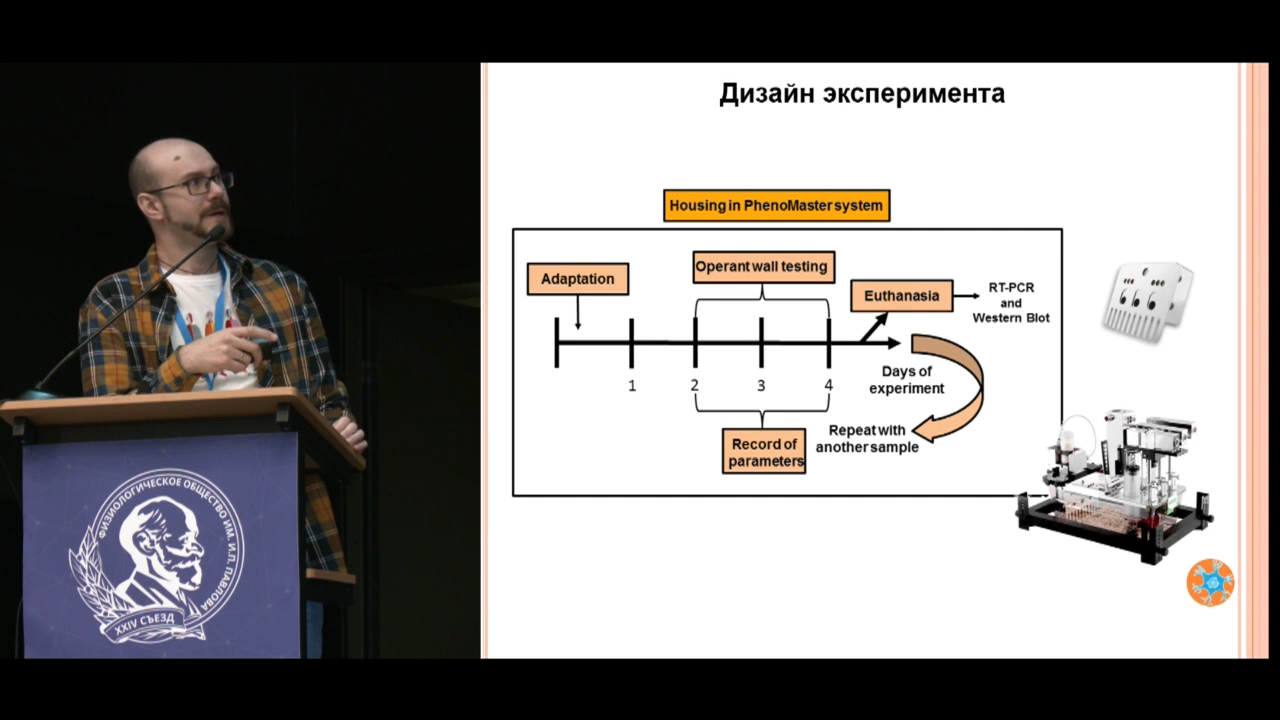 Дизайн эксперимента
Housing in PhenoMaster system
Adaptation
Operant wall testing
Euthanasia
RT-PCR
and
Western Blot
1 2 3 4
Days of
experiment
Record of
parameters
Repeat with
another sample
ФИЗИОЛОГИЧЕСКОЕ ОБЩЕСТВО ИМ. И.П. ПАВЛОВА
XXIV СЪЕЗД